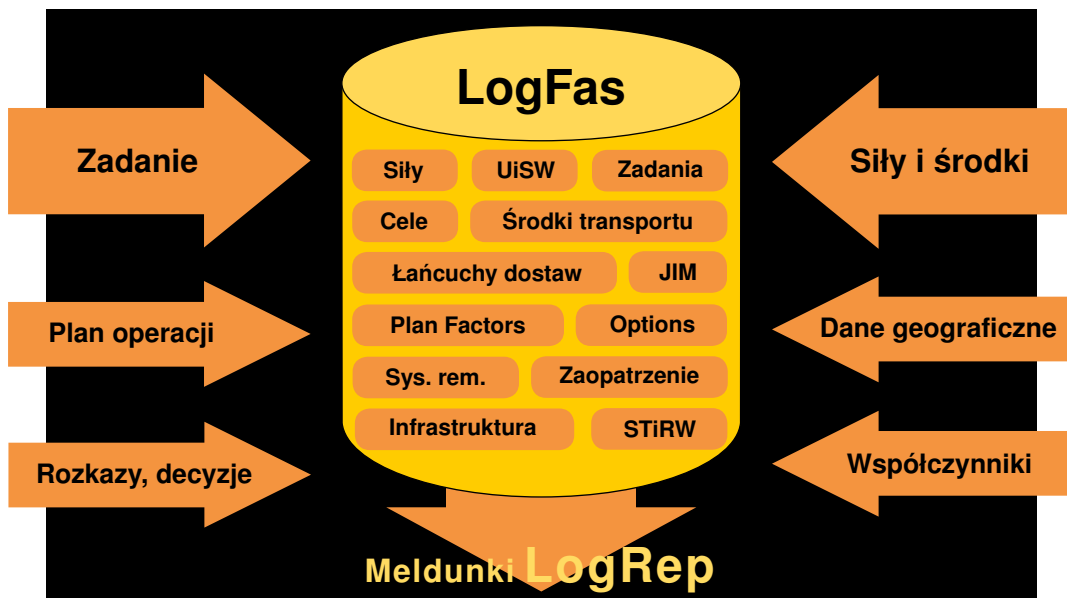 LogFas
Zadanie
Siły i środki
Siły UiSW Zadania
Cele Środki transportu
Łańcuchy dostaw JIM
Plan operacji
Plan Factors Options
Dane geograficzne
Sys. rem. Zaopatrzenie
Infrastruktura STiRW
Rozkazy, decyzje
Współczynniki
Meldunki LogRep